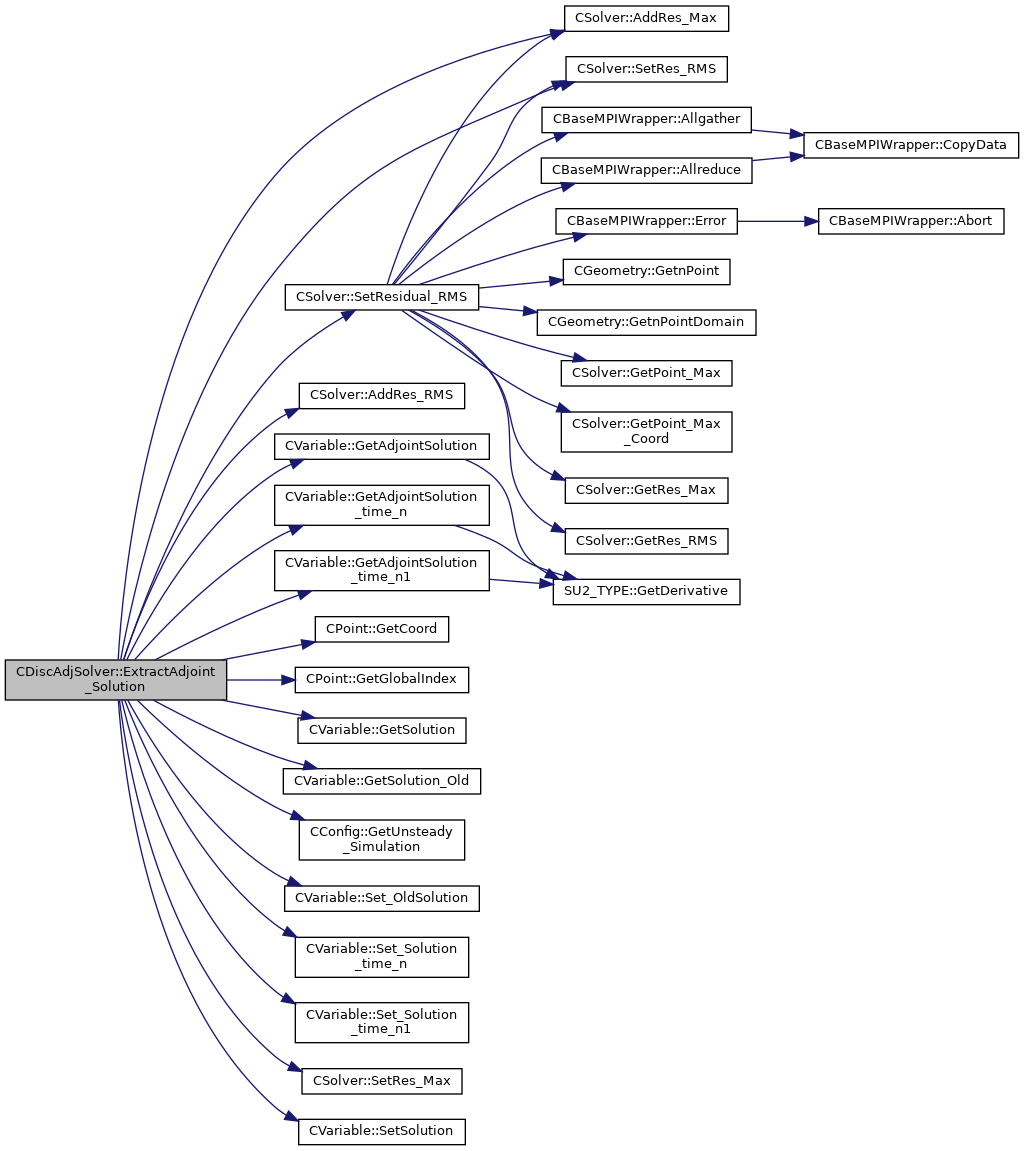 CSolver::AddRes_Max
CSolver::SetRes_RMS
CBaseMPIWrapper::Allgather
CBaseMPIWrapper::CopyData
CBaseMPIWrapper::Allreduce
CBaseMPIWrapper::Error
CBaseMPIWrapper::Abort
CGeometry::GetnPoint
CSolver::SetResidual_RMS
CGeometry::GetnPointDomain
CSolver::GetPoint_Max
CSolver::AddRes_RMS
CSolver::GetPoint_Max
_Coord
CVariable::GetAdjointSolution
CSolver::GetRes_Max
CVariable::GetAdjointSolution
_time_n
CSolver::GetRes_RMS
CVariable::GetAdjointSolution
_time_n1
SU2_TYPE::GetDerivative
CPoint::GetCoord
CDiscAdjSolver::ExtractAdjoint
_Solution
CPoint::GetGlobalIndex
CVariable::GetSolution
CVariable::GetSolution_Old
CConfig::GetUnsteady
_Simulation
CVariable::Set_OldSolution
CVariable::Set_Solution
_time_n
CVariable::Set_Solution
_time_n1
CSolver::SetRes_Max
CVariable::SetSolution